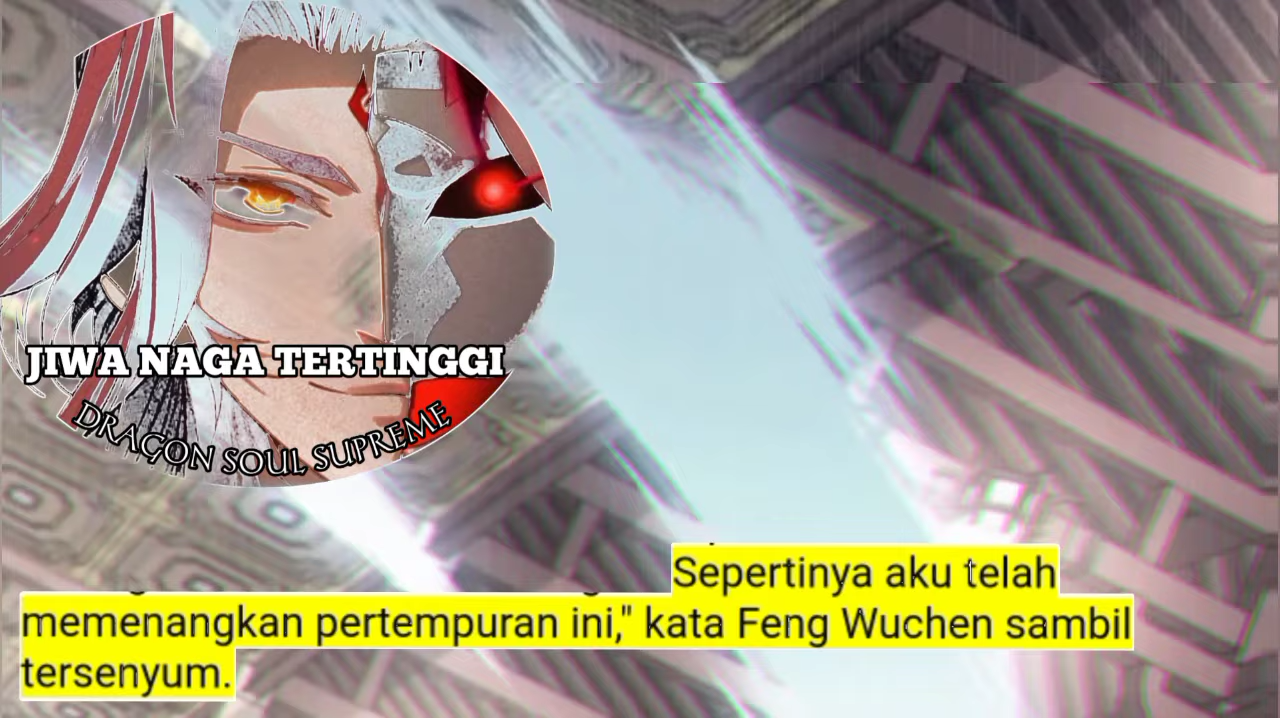 JIWA NAGA TERTINGGI
DRAGON SOUL SUPREME
Sepertinya aku telah
memenangkan pertempuran ini," kata Feng Wuchen sambil
tersenyum.